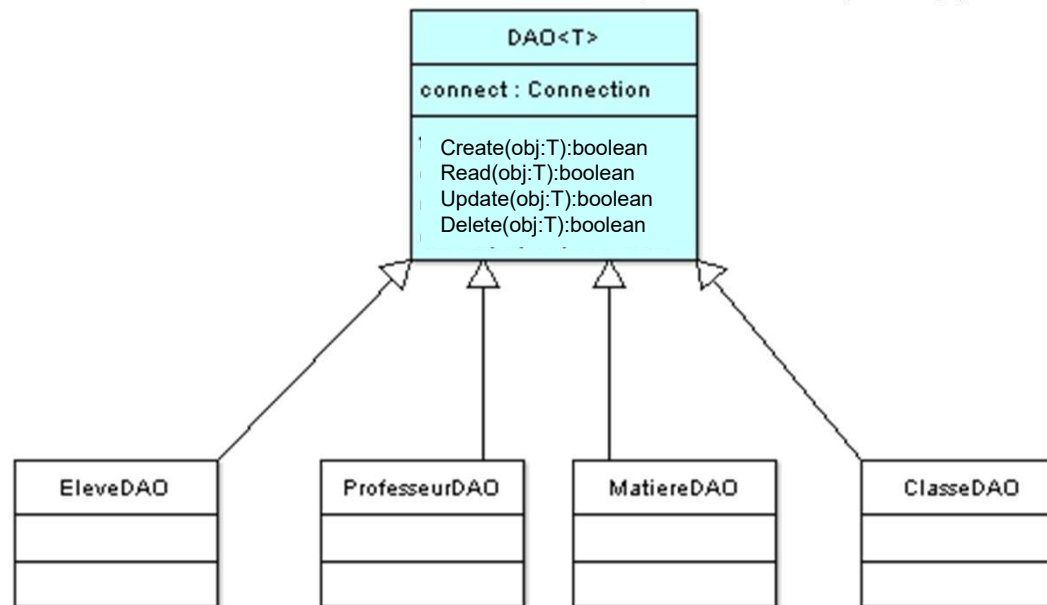 DAO<T>
connect : Connection
Create(obj:T):boolean
Read(obj:T):boolean
Update(obj:T):boolean
Delete(obj:T):boolean
EleveDAO
ProfesseurDAO
MatiereDAO
ClasseDAO